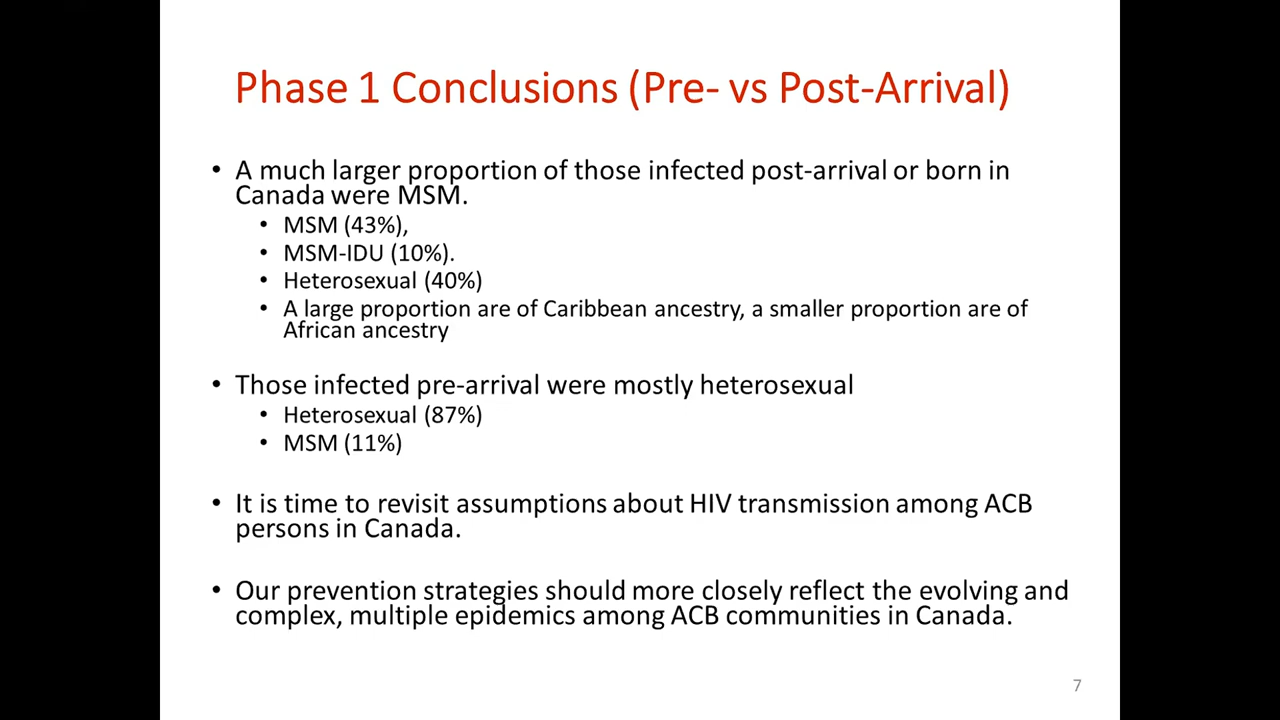 Phase 1 Conclusions (Pre- vs Post-Arrival)
• A much larger proportion of those infected post-arrival or born in
Canada were MSM.
• MSM (43%),
• MSM-IDU (10%).
• Heterosexual (40%)
• A large proportion are of Caribbean ancestry, a smaller proportion are of
African ancestry
• Those infected pre-arrival were mostly heterosexual
• Heterosexual (87%)
• MSM (11%)
• It is time to revisit assumptions about HIV transmission among ACB
persons in Canada.
• Our prevention strategies should more closely reflect the evolving and
complex, multiple epidemics among ACB communities in Canada.
7